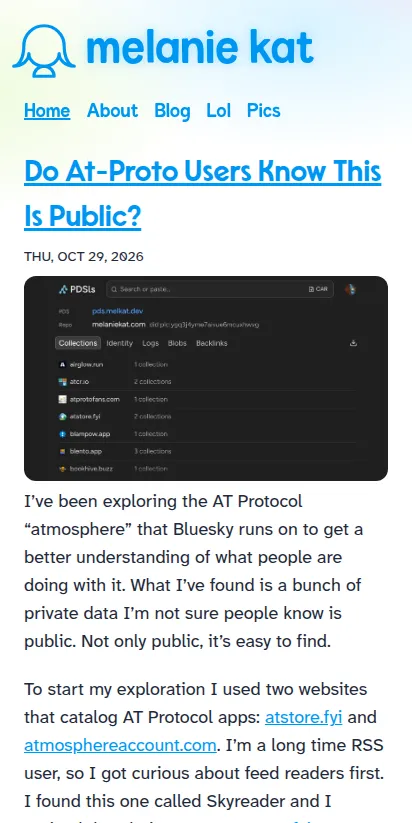 melanie kat
Home About Blog Lol Pics
Do At-Proto Users Know This
Is Public?
THU, OCT 29, 2026
PDSls Search or paste... CAR
pds.melkat.dev
melaniekat.com
Collections Identity Logs Blobs Backlinks
airglow.run 1 collection
atcr.io 2 collections
atprotofans.com 1 collection
atstore.fyi 2 collections
blampow.app 1 collection
blento.app 3 collections
bookhive.buzz 1 collection
I’ve been exploring the AT Protocol
“atmosphere” that Bluesky runs on to get a
better understanding of what people are
doing with it. What I’ve found is a bunch of
private data I’m not sure people know is
public. Not only public, it’s easy to find.
To start my exploration I used two websites
that catalog AT Protocol apps: atstore.fyi and
atmosphereaccount.com. I’m a long time RSS
user, so I got curious about feed readers first.
I found this one called Skyreader and I